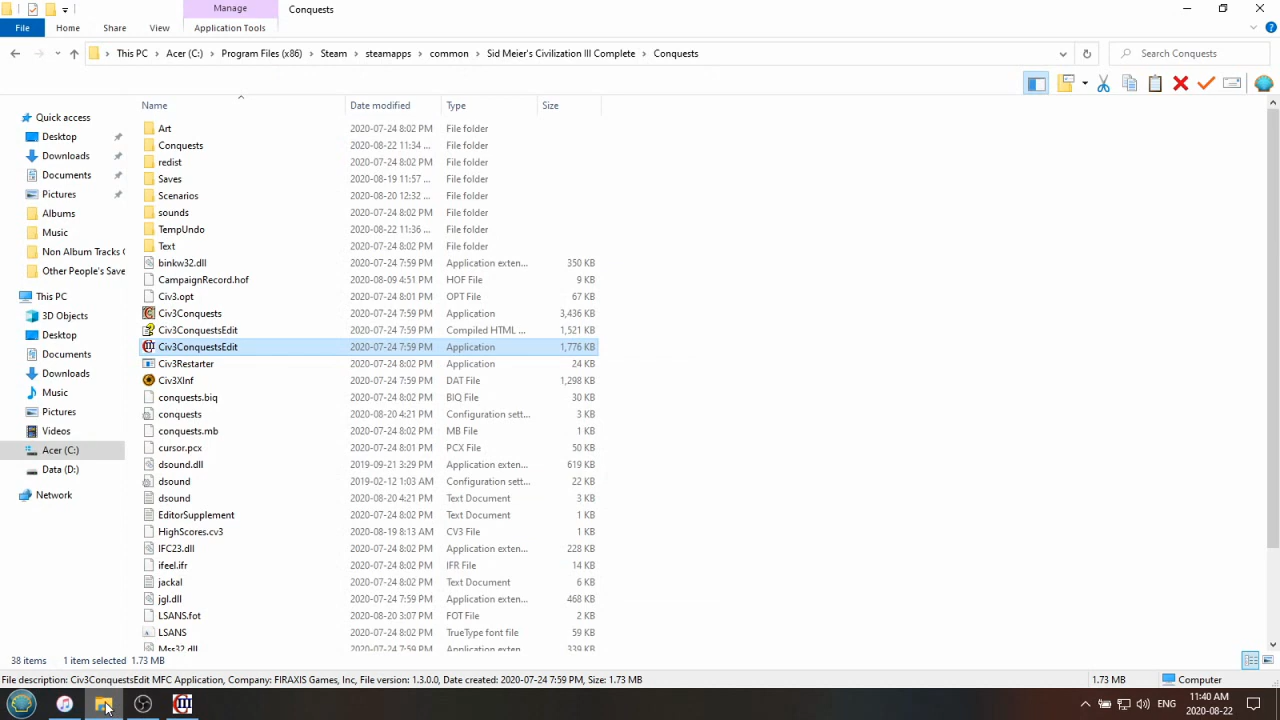 Manage
Conquests
File
Home
Share
View
Application Tools
This PC
Acer (C:)
Program Files (x86)
Steam
steamapps
common
Sid Meier's Civilization III Complete
Conquests
Search Conquests
Name
Date modified
Type
Size
Quick access
Desktop
Downloads
Documents
Pictures
Albums
Music
Non Album Tracks
Other People's Save
This PC
3D Objects
Desktop
Documents
Downloads
Music
Pictures
Videos
Acer (C:)
Data (D:)
Network
Art 2020-07-24 8:02 PM File folder
Conquests 2020-08-22 11:34 ... File folder
redist 2020-07-24 8:02 PM File folder
Saves 2020-08-19 11:57 ... File folder
Scenarios 2020-08-20 12:32 ... File folder
sounds 2020-07-24 8:02 PM File folder
TempUndo 2020-08-22 11:36 ... File folder
Text 2020-07-24 8:02 PM File folder
binkw32.dll 2020-07-24 7:59 PM Application exten... 350 KB
CampaignRecord.hof 2020-08-09 4:51 PM HOF File 9 KB
Civ3.opt 2020-07-24 8:01 PM OPT File 67 KB
Civ3Conquests 2020-07-24 7:59 PM Application 3,436 KB
Civ3ConquestsEdit 2020-07-24 7:59 PM Compiled HTML ... 1,521 KB
Civ3ConquestsEdit 2020-07-24 7:59 PM Application 1,776 KB
Civ3Restarter 2020-07-24 7:59 PM Application 24 KB
Civ3XInf 2020-07-24 7:59 PM DAT File 1,298 KB
conquests.biq 2020-07-24 8:02 PM BIQ File 30 KB
conquests 2020-08-20 4:21 PM Configuration sett... 3 KB
conquests.mb 2020-07-24 8:02 PM MB File 1 KB
cursor.pcx 2020-07-24 8:01 PM PCX File 50 KB
dsound.dll 2019-09-21 3:29 PM Application exten... 619 KB
dsound 2019-02-12 1:03 AM Configuration sett... 22 KB
dsound 2020-08-20 4:21 PM Text Document 3 KB
EditorSupplement 2020-07-24 8:02 PM Text Document 1 KB
HighScores.cv3 2020-08-19 8:13 AM CV3 File 1 KB
IFC23.dll 2020-07-24 8:02 PM Application exten... 228 KB
ifeel.ifr 2020-07-24 8:02 PM IFR File 14 KB
jackal 2020-07-24 8:02 PM Text Document 6 KB
jgl.dll 2020-07-24 7:59 PM Application exten... 468 KB
LSANS.fot 2020-08-20 3:07 PM FOT File 2 KB
LSANS 2020-07-24 8:02 PM TrueType font file 59 KB
Mss32.dll 2020-07-24 7:59 PM Application exten... 339 KB
38 items 1 item selected 1.73 MB
File description: Civ3ConquestsEdit MFC Application, Company: FIRAXIS Games, Inc, File version: 1.3.0.0, Date created: 2020-07-24 7:59 PM, Size: 1.73 MB
1.73 MB
Computer
11:40 AM
2020-08-22